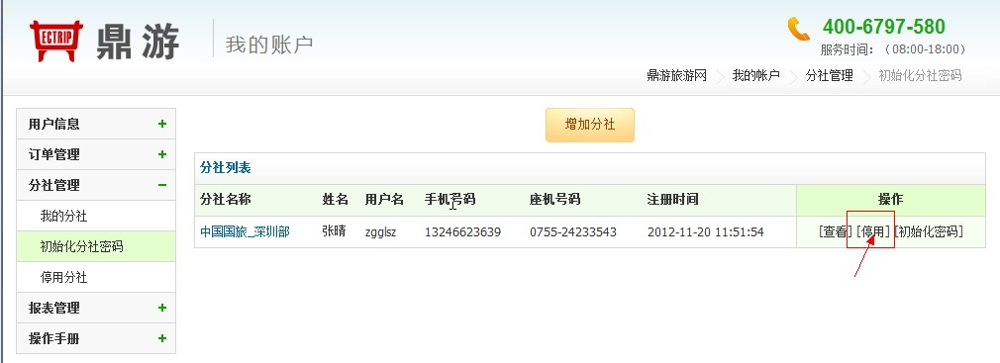 ECTRIP 鼎游 我的账户
400-6797-580
服务时间：（08:00-18:00）
鼎游旅游网 我的帐户 分社管理 初始化分社密码
用户信息 +
订单管理 +
分社管理 −
我的分社
初始化分社密码
停用分社
报表管理 +
操作手册 +
增加分社
分社列表
分社名称 姓名 用户名 手机号码 座机号码 注册时间 操作
中国国旅_深圳部 张晴 zgglsz 13246623639 0755-24233543 2012-11-20 11:51:54 [查看] [停用] [初始化密码]